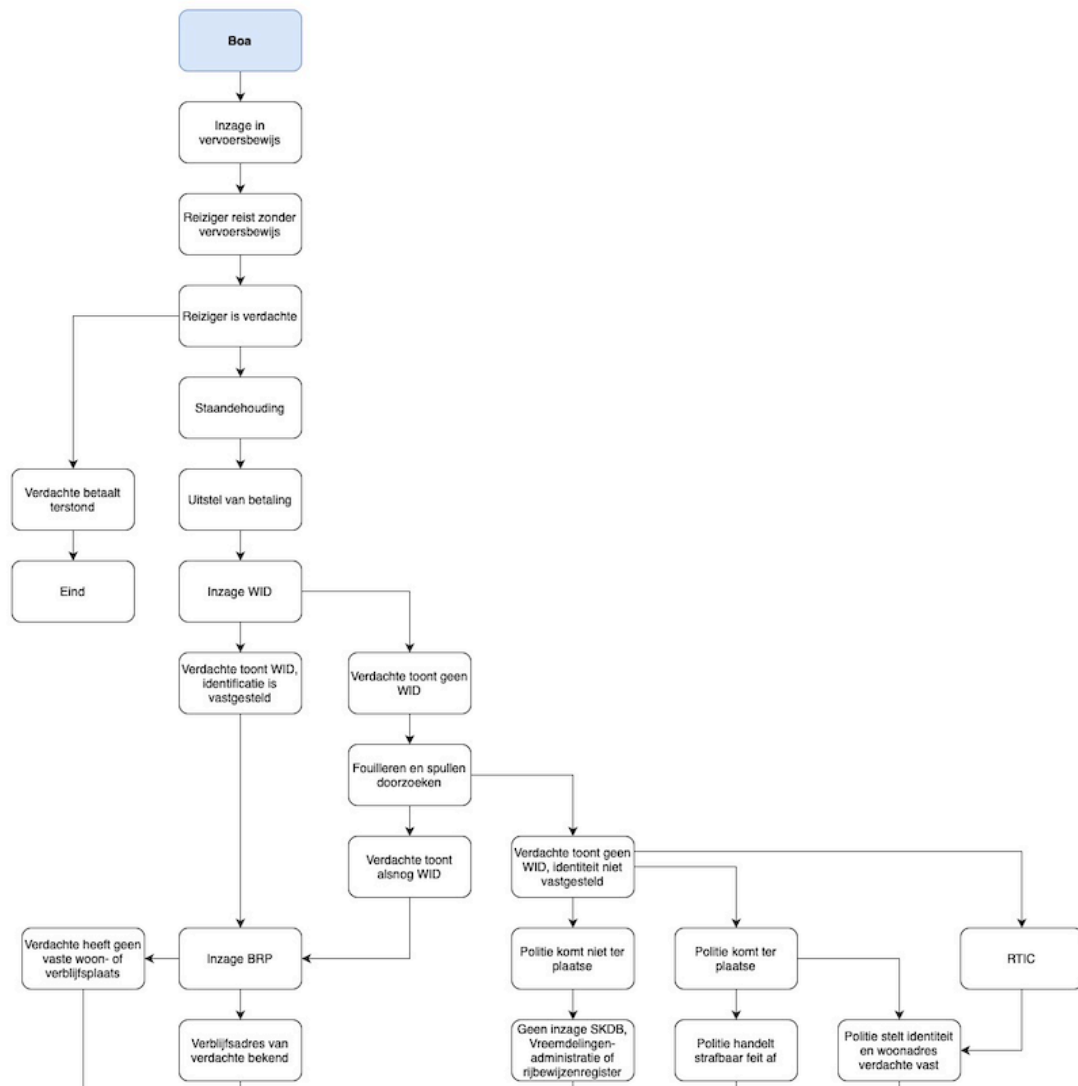 Boa
Inzage in
vervoersbewijs
Reiziger reist zonder
vervoersbewijs
Reiziger is verdachte
Staandehouding
Verdachte betaalt
terstond
Uitstel van betaling
Eind
Inzage WID
Verdachte toont WID,
identificatie is
vastgesteld
Verdachte toont geen
WID
Fouilleren en spullen
doorzoeken
Verdachte toont
alsnog WID
Verdachte toont geen
WID, identiteit niet
vastgesteld
Verdachte heeft geen
vaste woon- of
verblijfsplaats
Inzage BRP
Politie komt niet ter
plaatse
Politie komt ter
plaatse
RTIC
Verblijfsadres van
verdachte bekend
Geen inzage SKDB,
Vreemdelingen-
administratie of
rijbewijzenregister
Politie handelt
strafbaar feit af
Politie stelt identiteit
en woonadres
verdachte vast